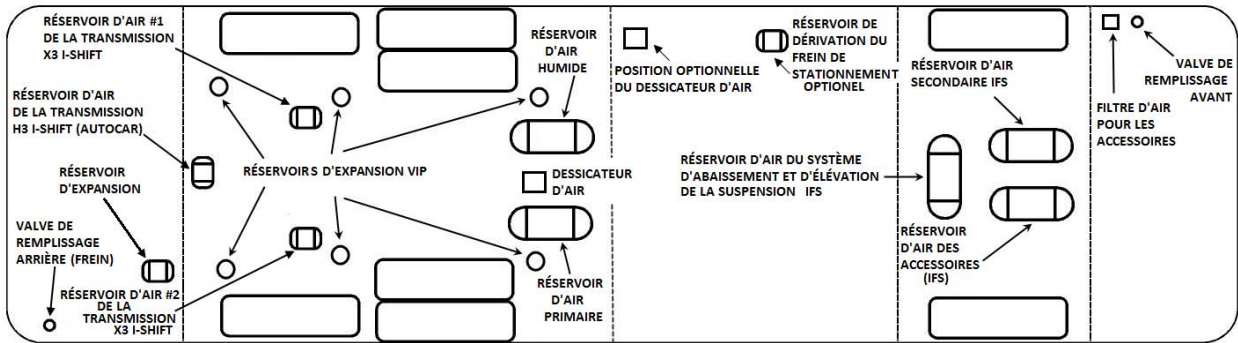 RÉSERVOIR D'AIR #1
DE LA TRANSMISSION
X3 I-SHIFT
RÉSERVOIR D'AIR
DE LA TRANSMISSION
H3 I-SHIFT (AUTOCAR)
RÉSERVOIR
D'EXPANSION
VALVE DE
REMPLISSAGE
ARRIÈRE (FREIN)
RÉSERVOIR D'AIR #2
DE LA
TRANSMISSION
X3 I-SHIFT
RÉSERVOIRS D'EXPANSION VIP
RÉSERVOIR
D'AIR
HUMIDE
DESSICATEUR
D'AIR
RÉSERVOIR
D'AIR
PRIMAIRE
POSITION OPTIONNELLE
DU DESSICATEUR D'AIR
RÉSERVOIR DE
DÉRIVATION DU
FREIN DE
STATIONNEMENT
OPTIONEL
RÉSERVOIR D'AIR DU SYSTÈME
D'ABAISSEMENT ET D'ÉLÉVATION
DE LA SUSPENSION IFS
RÉSERVOIR D'AIR
SECONDAIRE IFS
RÉSERVOIR
D'AIR DES
ACCESSOIRES
(IFS)
FILTRE D'AIR
POUR LES
ACCESSOIRES
VALVE DE
REMPLISSAGE
AVANT